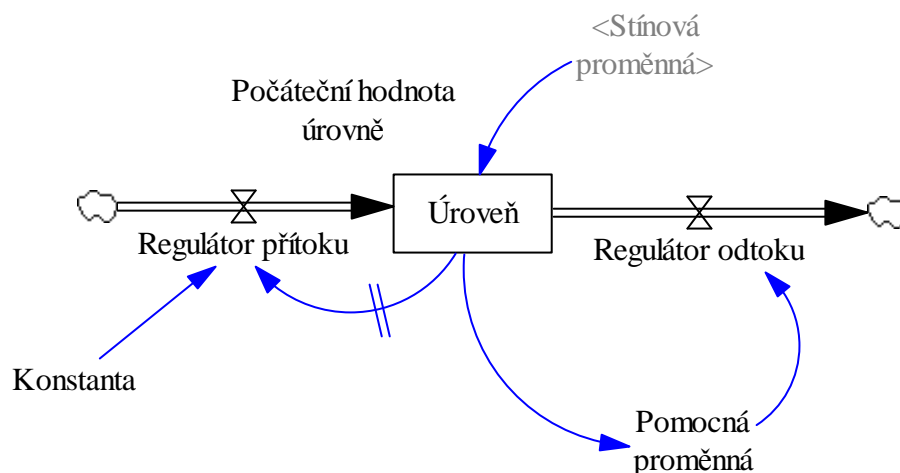 <Stínová
proměnná>
Počáteční hodnota
úrovně
Úroveň
Regulátor přítoku
Regulátor odtoku
Konstanta
Pomocná
proměnná